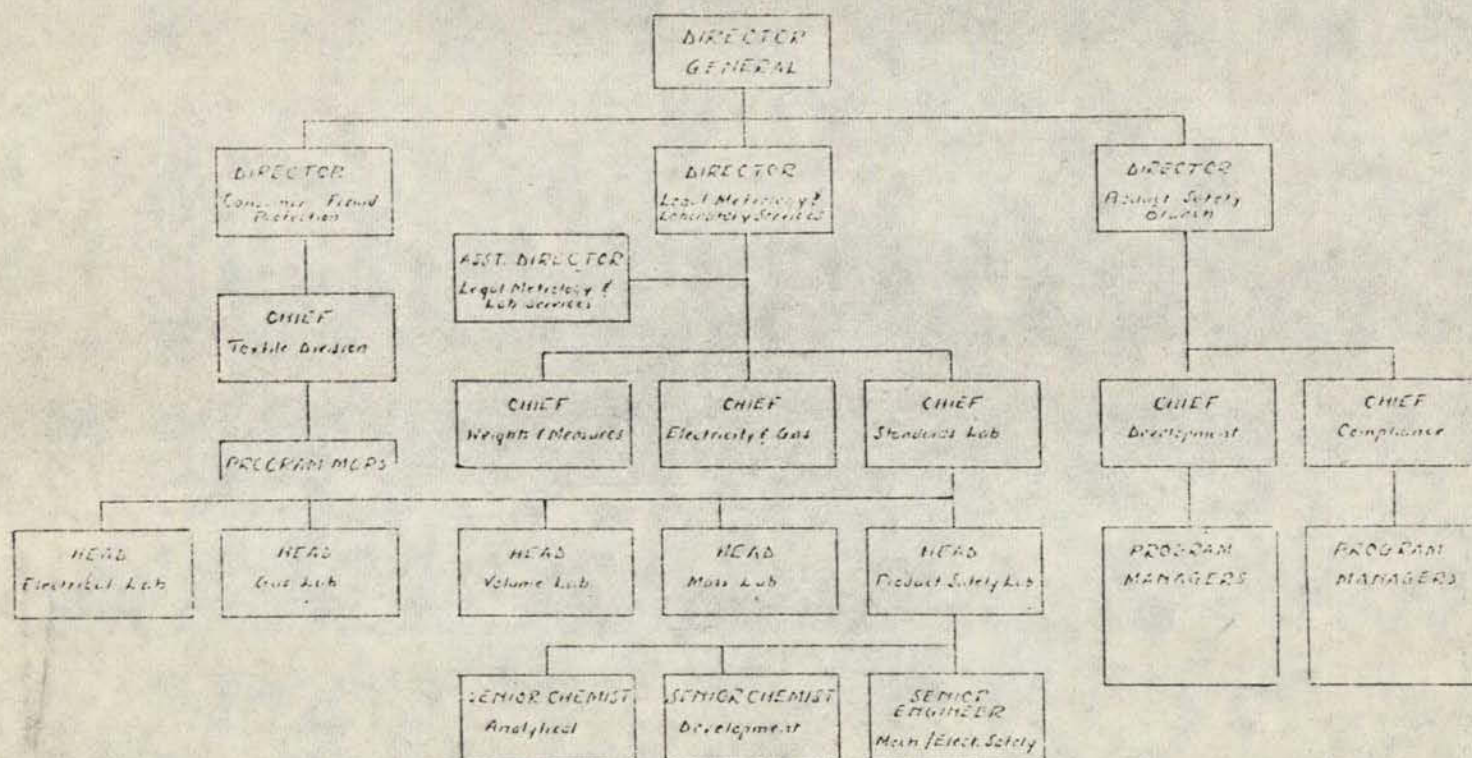 DIRECTOR
GENERAL
DIRECTOR
Consumer Fraud
Protection
DIRECTOR
Legal Metrology &
Laboratory Services
DIRECTOR
Product Safety
Branch
ASST. DIRECTOR
Legal Metrology &
Lab Services
CHIEF
Textile Division
CHIEF
Weights & Measures
CHIEF
Electricity & Gas
CHIEF
Standards Lab
CHIEF
Development
CHIEF
Compliance
PROGRAM MGRS
HEAD
Electrical Lab
HEAD
Gas Lab
HEAD
Volume Lab
HEAD
Mass Lab
HEAD
Product Safety Lab
PROGRAM
MANAGERS
PROGRAM
MANAGERS
SENIOR CHEMIST
Analytical
SENIOR CHEMIST
Development
SENIOR
ENGINEER
Mech/Elect. Safety